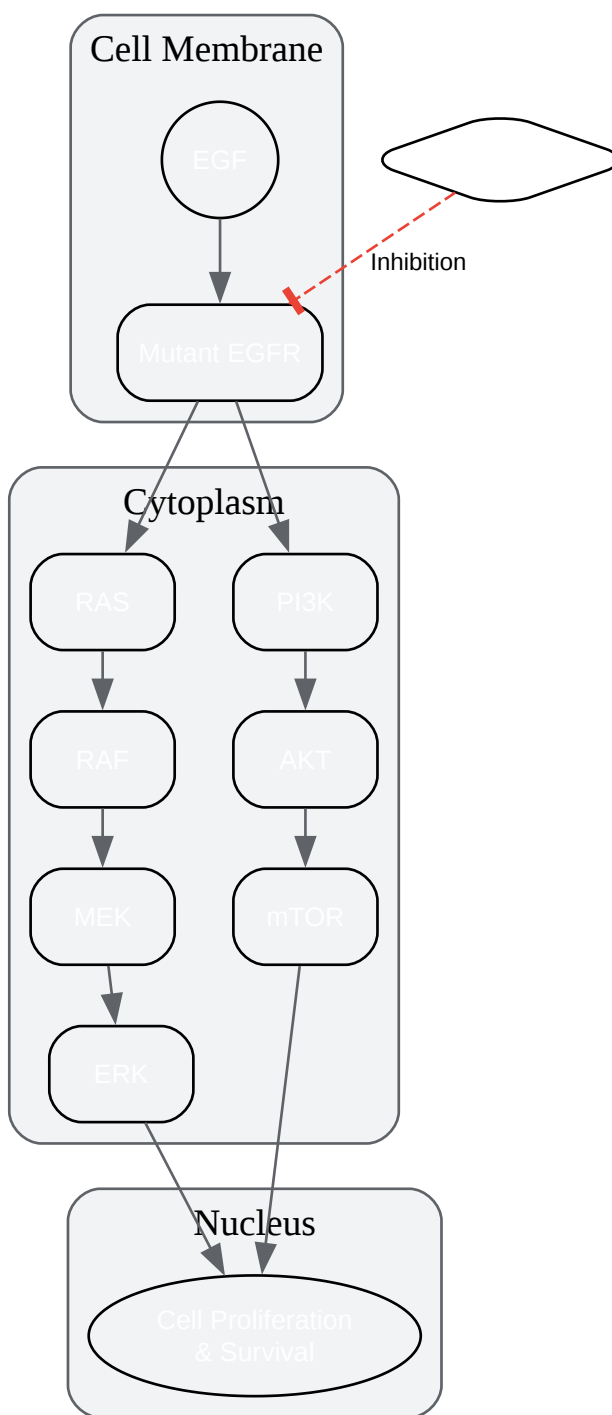 Cell Membrane
EGF
Inhibition
Mutant EGFR
Cytoplasm
RAS
PI3K
RAF
AKT
MEK
mTOR
ERK
Nucleus
Cell Proliferation
& Survival